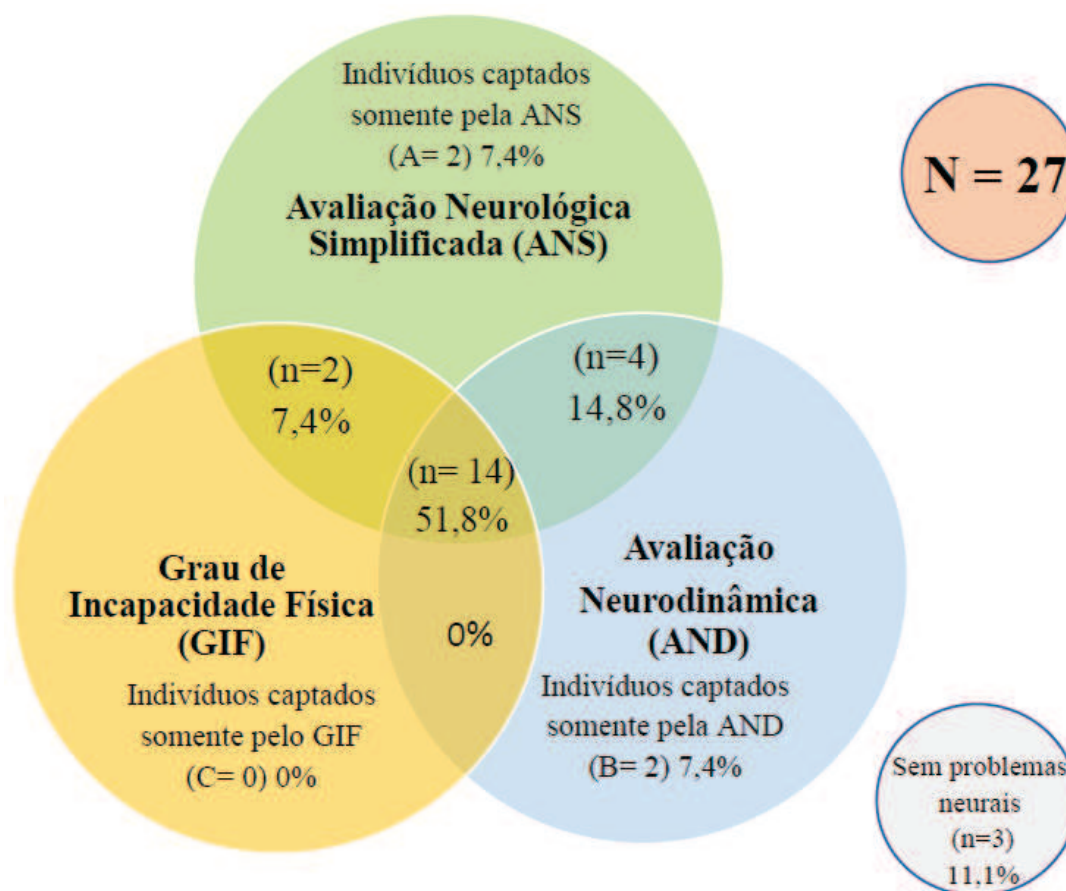 Indivíduos captados
somente pela ANS
(A= 2) 7,4%
Avaliação Neurológica
Simplificada (ANS)
N = 27
(n=2)
7,4%
(n=4)
14,8%
(n= 14)
51,8%
0%
Grau de
Incapacidade Física
(GIF)
Indivíduos captados
somente pelo GIF
(C= 0) 0%
Avaliação
Neurodinâmica
(AND)
Indivíduos captados
somente pela AND
(B= 2) 7,4%
Sem problemas
neurais
(n=3)
11,1%